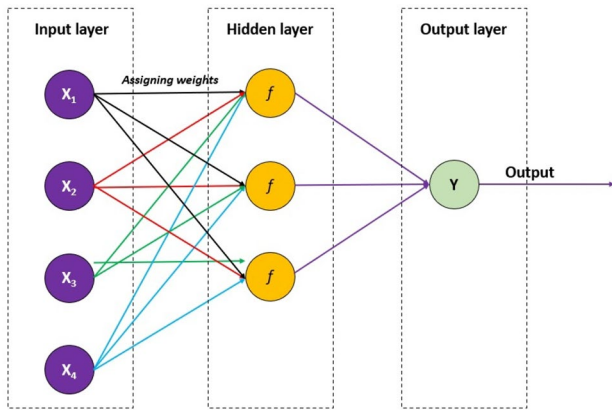 Input layer
Hidden layer
Output layer
Assigning weights
X₁
f
X₂
f
Y
Output
X₃
f
X₄